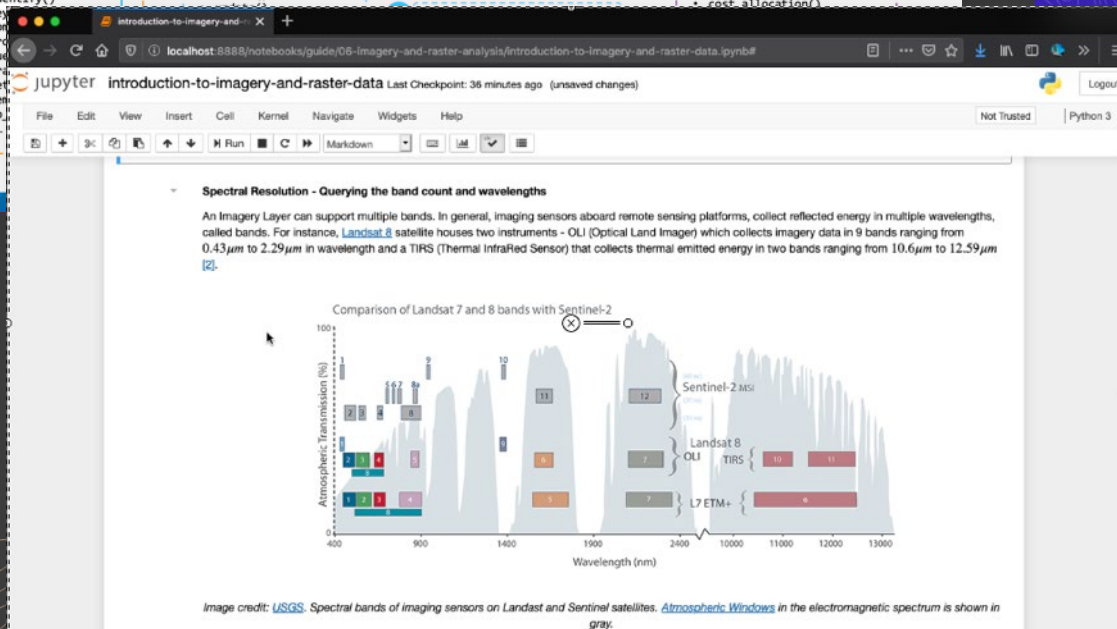 cost_allocation()
introduction-to-imagery-and-r
localhost:8888/notebooks/guide/06-imagery-and-raster-analysis/introduction-to-imagery-and-raster-data.ipynb#
jupyter introduction-to-imagery-and-raster-data Last Checkpoint: 36 minutes ago (unsaved changes)
Logout
File Edit View Insert Cell Kernel Navigate Widgets Help
Not Trusted Python 3
Run Markdown
Spectral Resolution - Querying the band count and wavelengths
An Imagery Layer can support multiple bands. In general, imaging sensors aboard remote sensing platforms, collect reflected energy in multiple wavelengths,
called bands. For instance, Landsat 8 satellite houses two instruments - OLI (Optical Land Imager) which collects imagery data in 9 bands ranging from
0.43μm to 2.29μm in wavelength and a TIRS (Thermal InfraRed Sensor) that collects thermal emitted energy in two bands ranging from 10.6μm to 12.59μm
[2].
Comparison of Landsat 7 and 8 bands with Sentinel-2
100
Atmospheric Transmission (%)
0
1 9 10
5 6 7 8a
11 12
Sentinel-2 MSI
2 3 4 8
Landsat 8
OLI
TIRS
1 9
2 3 4 5 6 7 10 11
8
1 2 3 4 5 7
L7 ETM+
6
8
400 900 1400 1900 2400 10000 11000 12000 13000
Wavelength (nm)
Image credit: USGS. Spectral bands of imaging sensors on Landast and Sentinel satellites. Atmospheric Windows in the electromagnetic spectrum is shown in
gray.